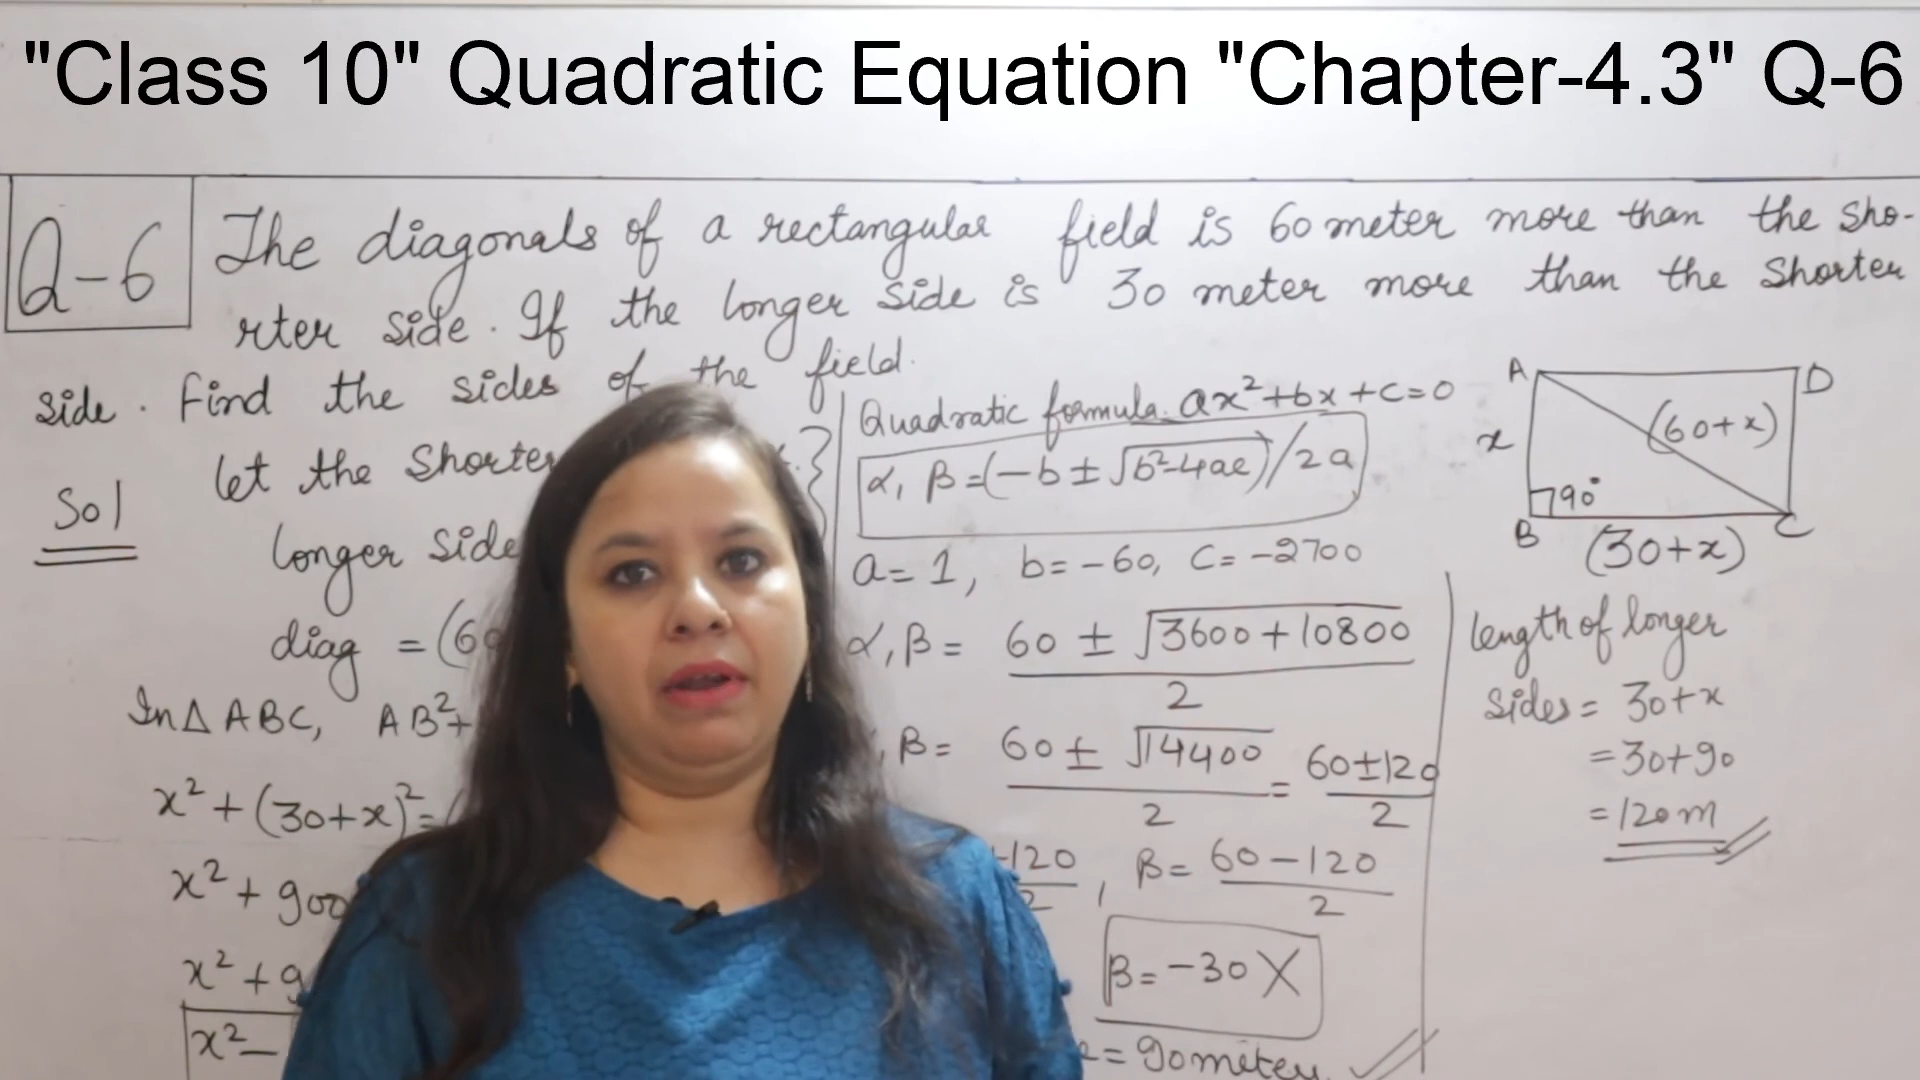 "Class 10" Quadratic Equation "Chapter-4.3" Q-6
Q-6
The diagonals of a rectangular field is 60 meter more than the sho-
rter side. If the longer side is 30 meter more than the shorter
side. Find the sides of the field.
Sol
let the shorter
longer side
diag = (60
In Δ ABC, AB²+
x² + (30+x)² =
x² + 900
x² + 9
x² –
Quadratic formula. ax²+bx+c=0
α, β=(-b ± √b²-4ac)/2a
a= 1, b= -60, c= -2700
α, β = 60 ± √3600+10800 / 2
, β = 60 ± √14400 / 2 = 60±120 / 2
+120 / 2 , β = 60 - 120 / 2
β = -30 X
= 90 meter.
A
D
x
(60+x)
90°
B
C
(30+x)
length of longer
sides = 30+x
= 30+90
= 120 m